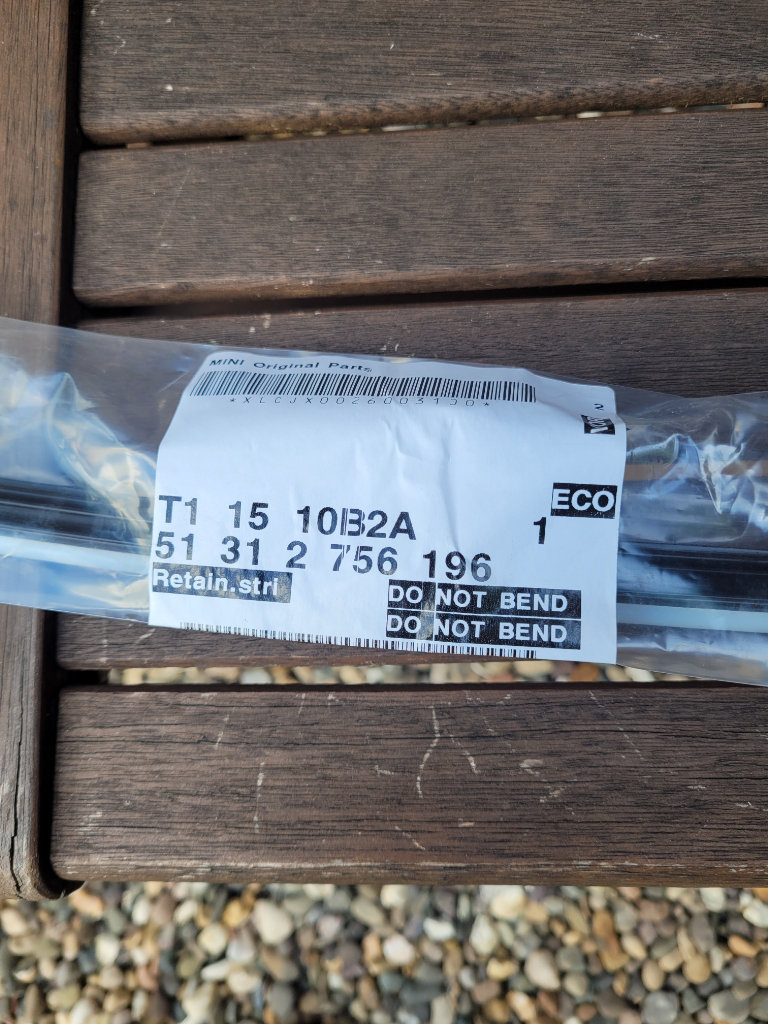 MINI Original Parts
2
ECO
T1 15 10B2A 1
51 31 2 756 196
Retain.stri
DO NOT BEND
DO NOT BEND